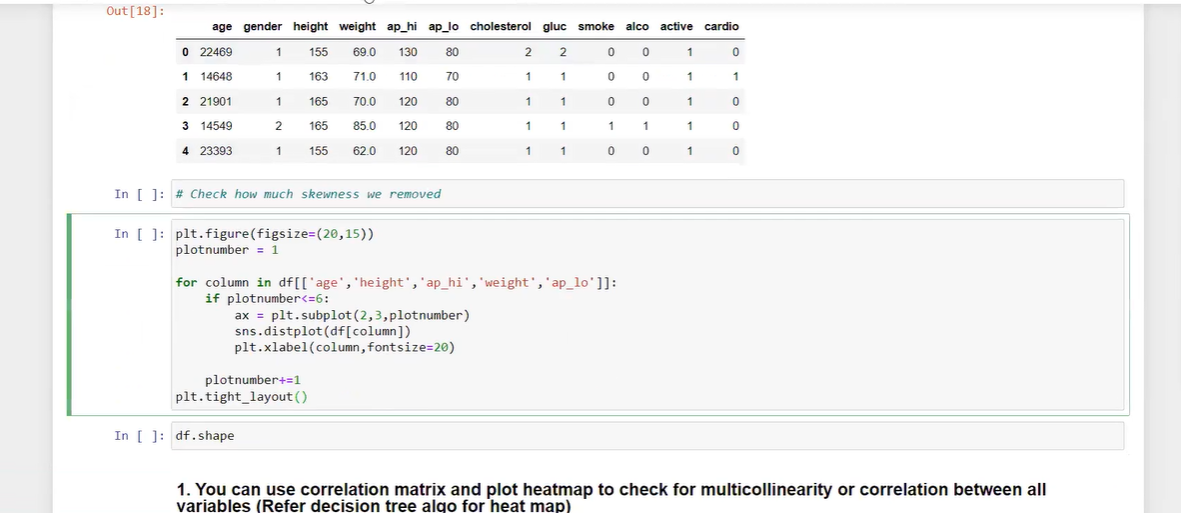 Out[18]:
age gender height weight ap_hi ap_lo cholesterol gluc smoke alco active cardio
0 22469 1 155 69.0 130 80 2 2 0 0 1 0
1 14648 1 163 71.0 110 70 1 1 0 0 1 1
2 21901 1 165 70.0 120 80 1 1 0 0 1 0
3 14549 2 165 85.0 120 80 1 1 1 1 1 0
4 23393 1 155 62.0 120 80 1 1 0 0 1 0
In [ ]: # Check how much skewness we removed
In [ ]: plt.figure(figsize=(20,15))
plotnumber = 1
for column in df[['age','height','ap_hi','weight','ap_lo']]:
if plotnumber<=6:
ax = plt.subplot(2,3,plotnumber)
sns.distplot(df[column])
plt.xlabel(column,fontsize=20)
plotnumber+=1
plt.tight_layout()
In [ ]: df.shape
1. You can use correlation matrix and plot heatmap to check for multicollinearity or correlation between all
variables (Refer decision tree algo for heat map)